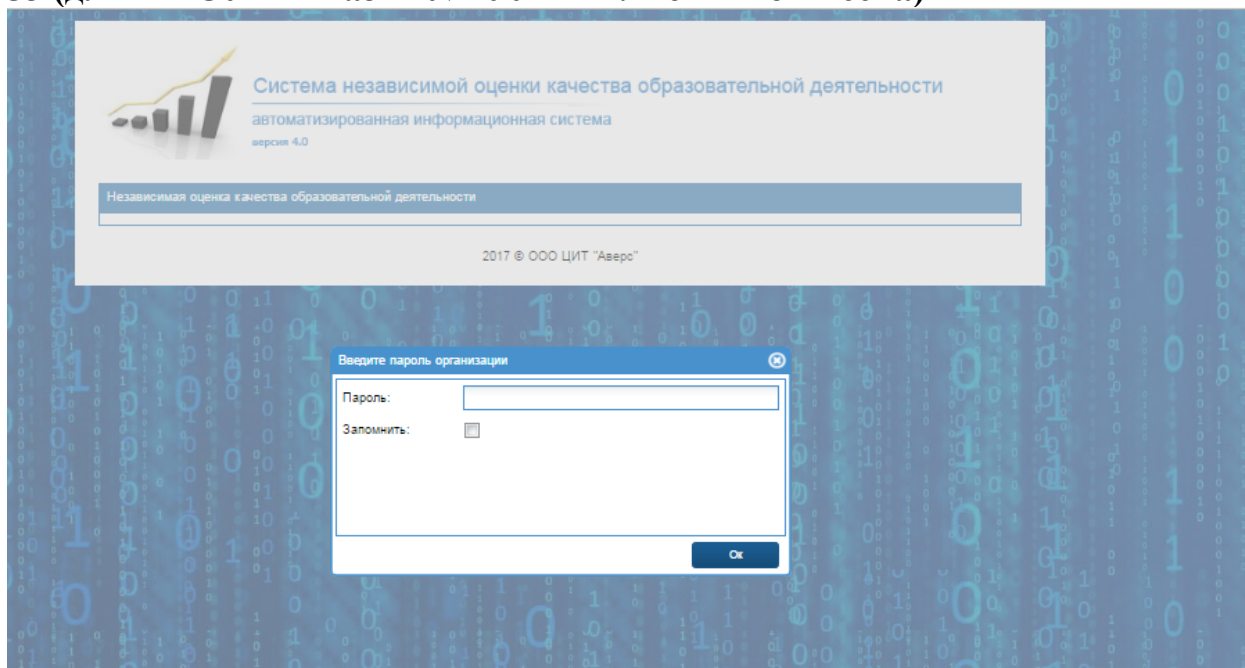 Система независимой оценки качества образовательной деятельности
автоматизированная информационная система
версия 4.0
Независимая оценка качества образовательной деятельности
2017 © ООО ЦИТ "Аверс"
Введите пароль организации
Пароль:
Запомнить:
Ок